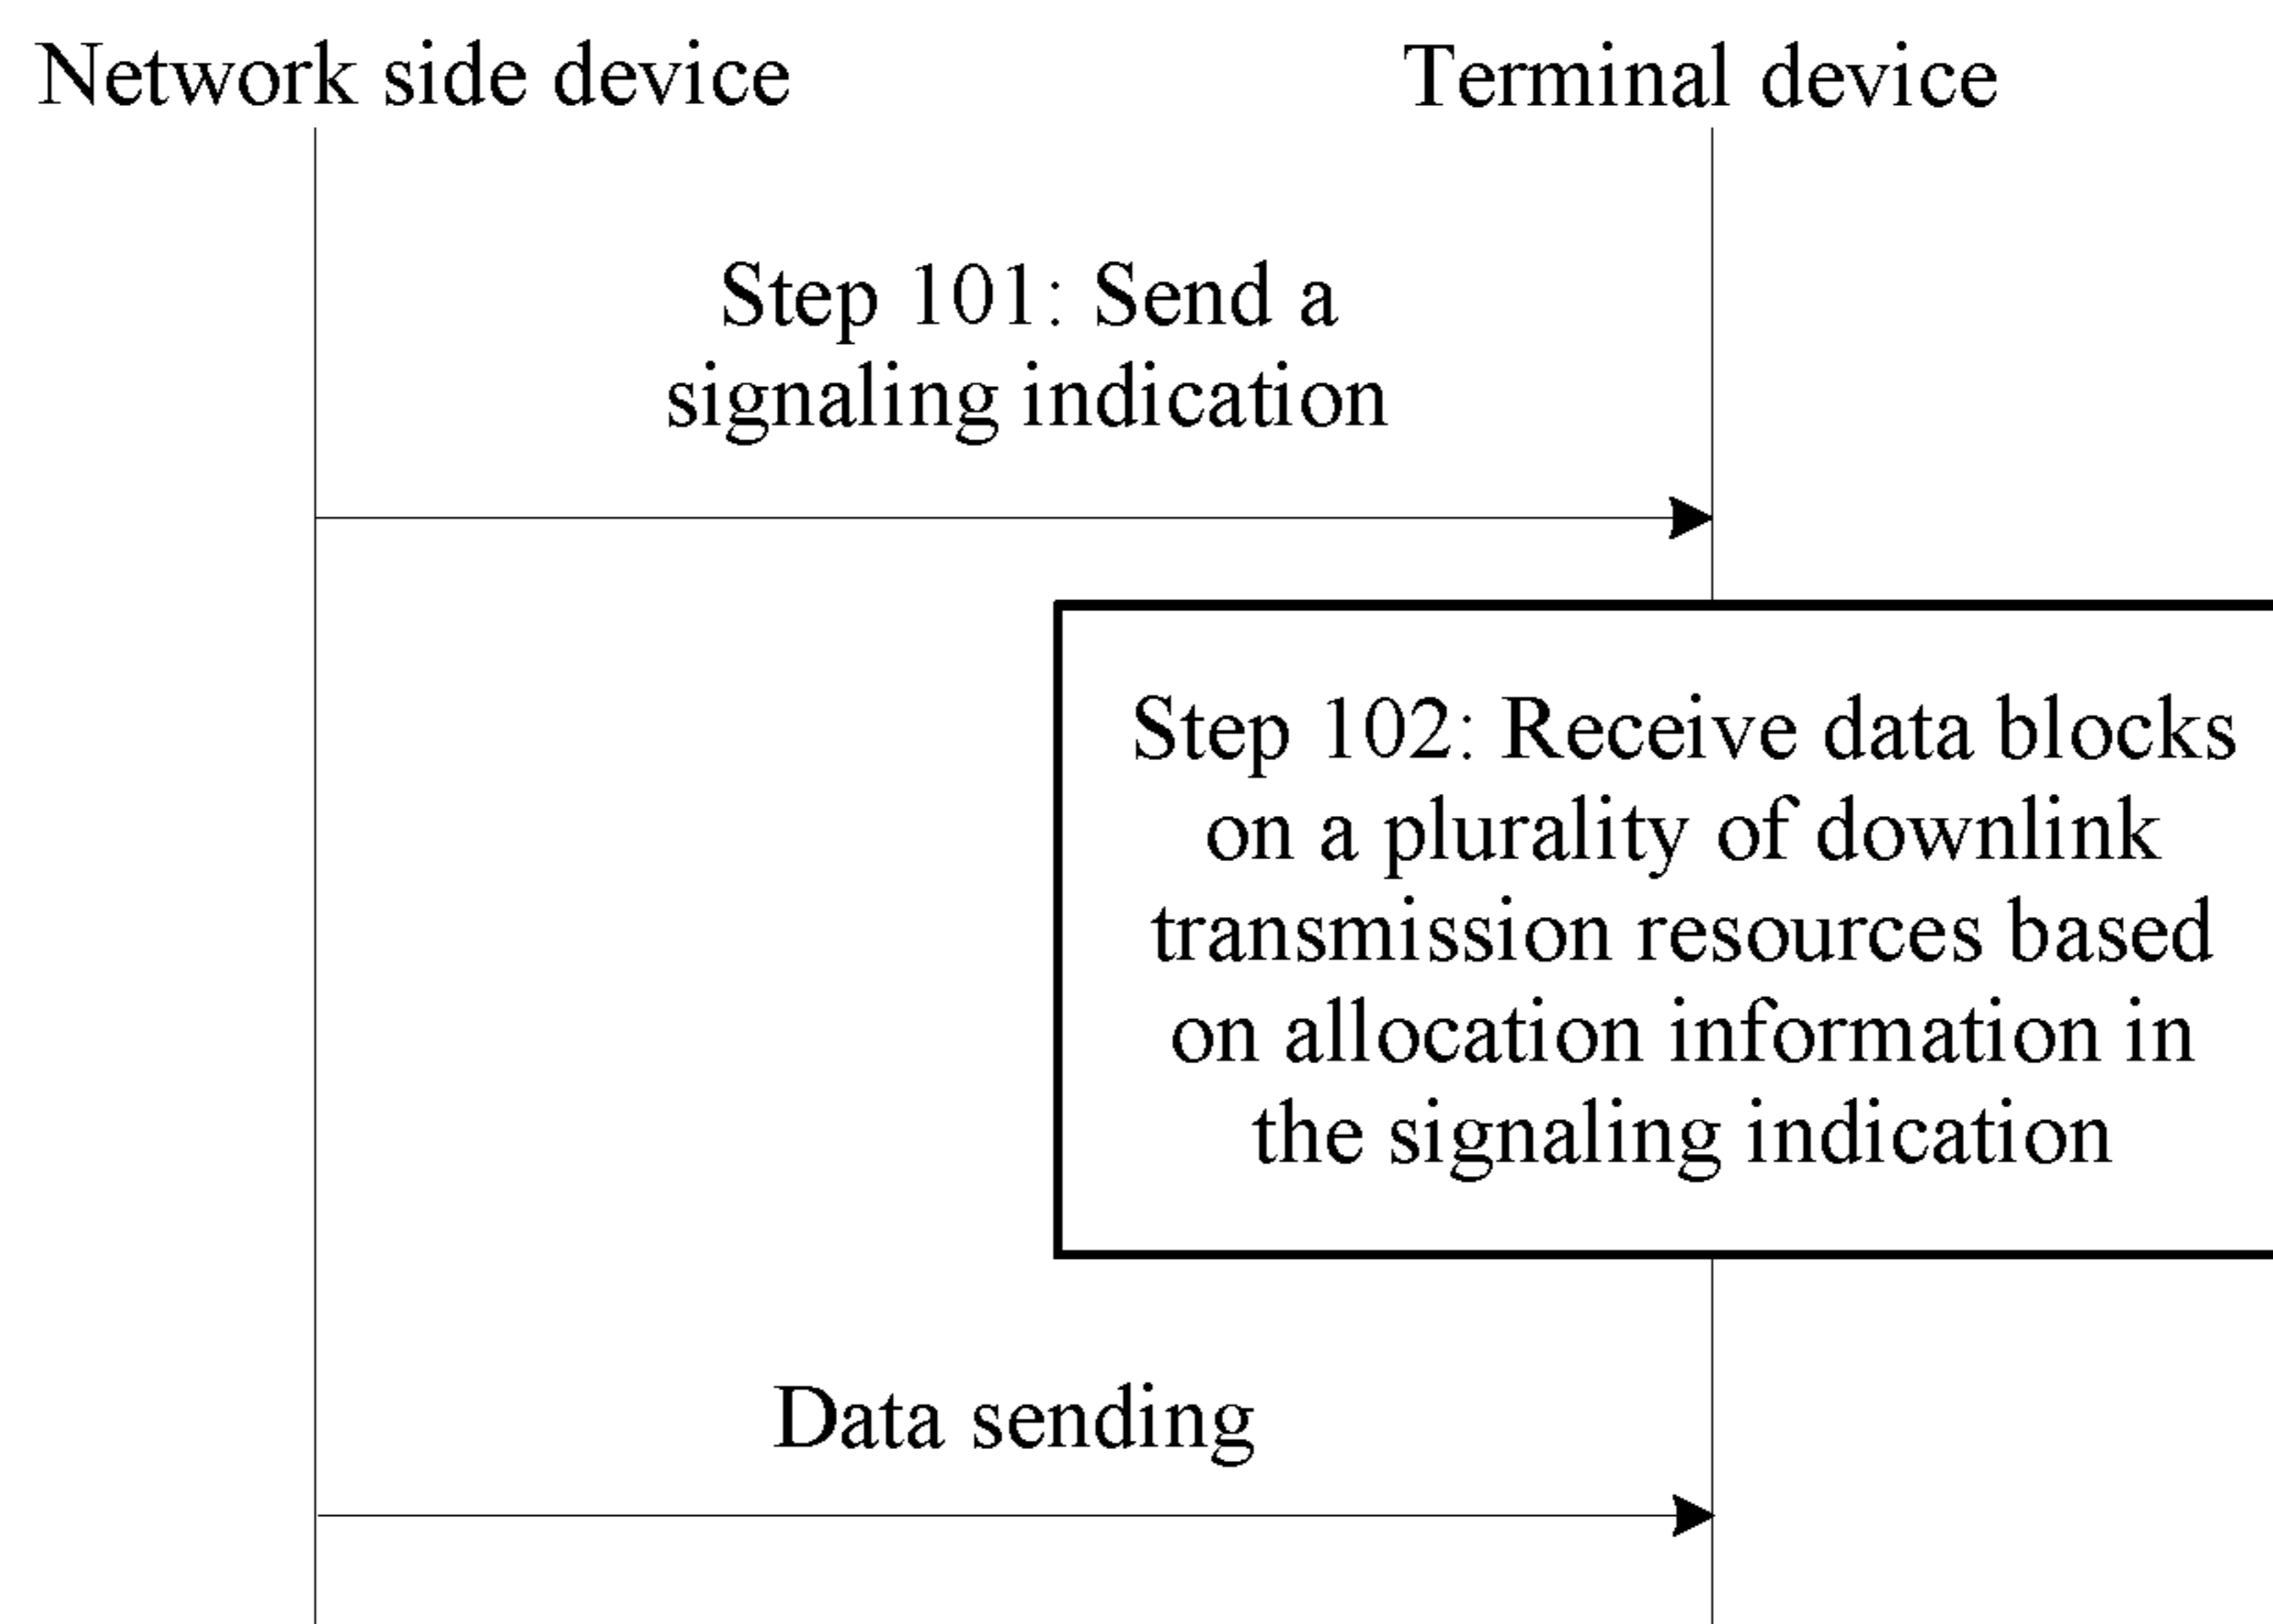 Network side device
Terminal device
Step 101: Send a
signaling indication
Step 102: Receive data blocks
on a plurality of downlink
transmission resources based
on allocation information in
the signaling indication
Data sending